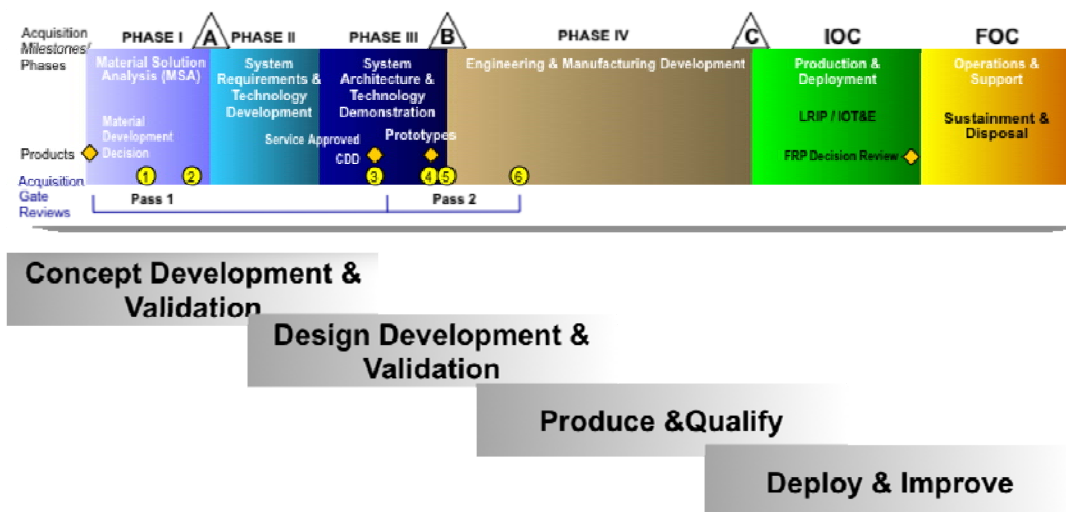 Acquisition
Milestones/
Phases
PHASE I
A
PHASE II
PHASE III
B
PHASE IV
C
IOC
FOC
Material Solution
Analysis (MSA)
System
Requirements &
Technology
Development
System
Architecture &
Technology
Demonstration
Engineering & Manufacturing Development
Production &
Deployment
Operations &
Support
Material
Development
Decision
Service Approved
CDD
Prototypes
LRIP / IOT&E
FRP Decision Review
Sustainment &
Disposal
Products
Acquisition
Gate
Reviews
1
2
3
4
5
6
Pass 1
Pass 2
Concept Development &
Validation
Design Development &
Validation
Produce &Qualify
Deploy & Improve